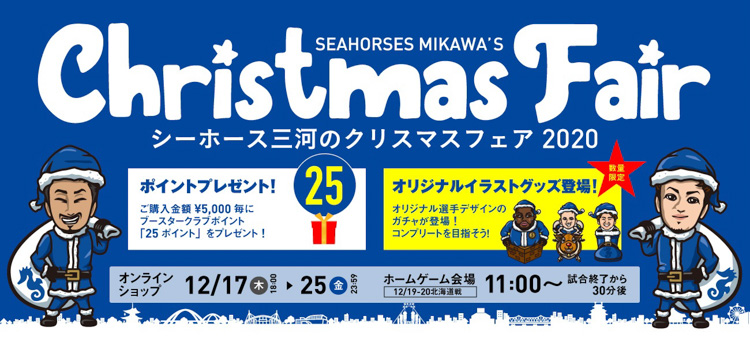 SEAHORSES MIKAWA'S
Christmas Fair
シーホース三河のクリスマスフェア 2020
ポイントプレゼント!
ご購入金額 ¥5,000 毎に
ブースタークラブポイント
「25 ポイント」をプレゼント!
25
オリジナルイラストグッズ登場!
オリジナル選手デザインの
ガチャが登場!
コンプリートを目指そう!
数量
限定
オンライン
ショップ
12/17 木 18:00 ▶ 25 金 23:59
ホームゲーム会場
12/19-20北海道戦
11:00〜
試合終了から
30分後